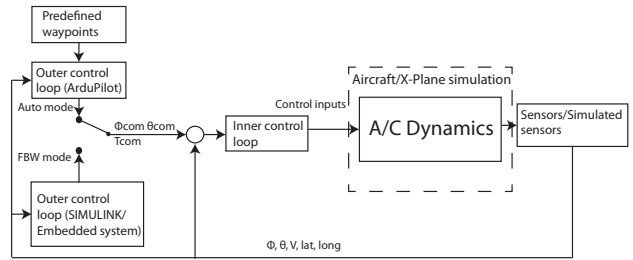 Predefined
waypoints
Outer control
loop (ArduPilot)
Auto mode
Φcom θcom
Tcom
FBW mode
Outer control
loop (SIMULINK/
Embedded system)
Inner control
loop
Control inputs
Aircraft/X-Plane simulation
A/C Dynamics
Sensors/Simulated
sensors
Φ, θ, V, lat, long